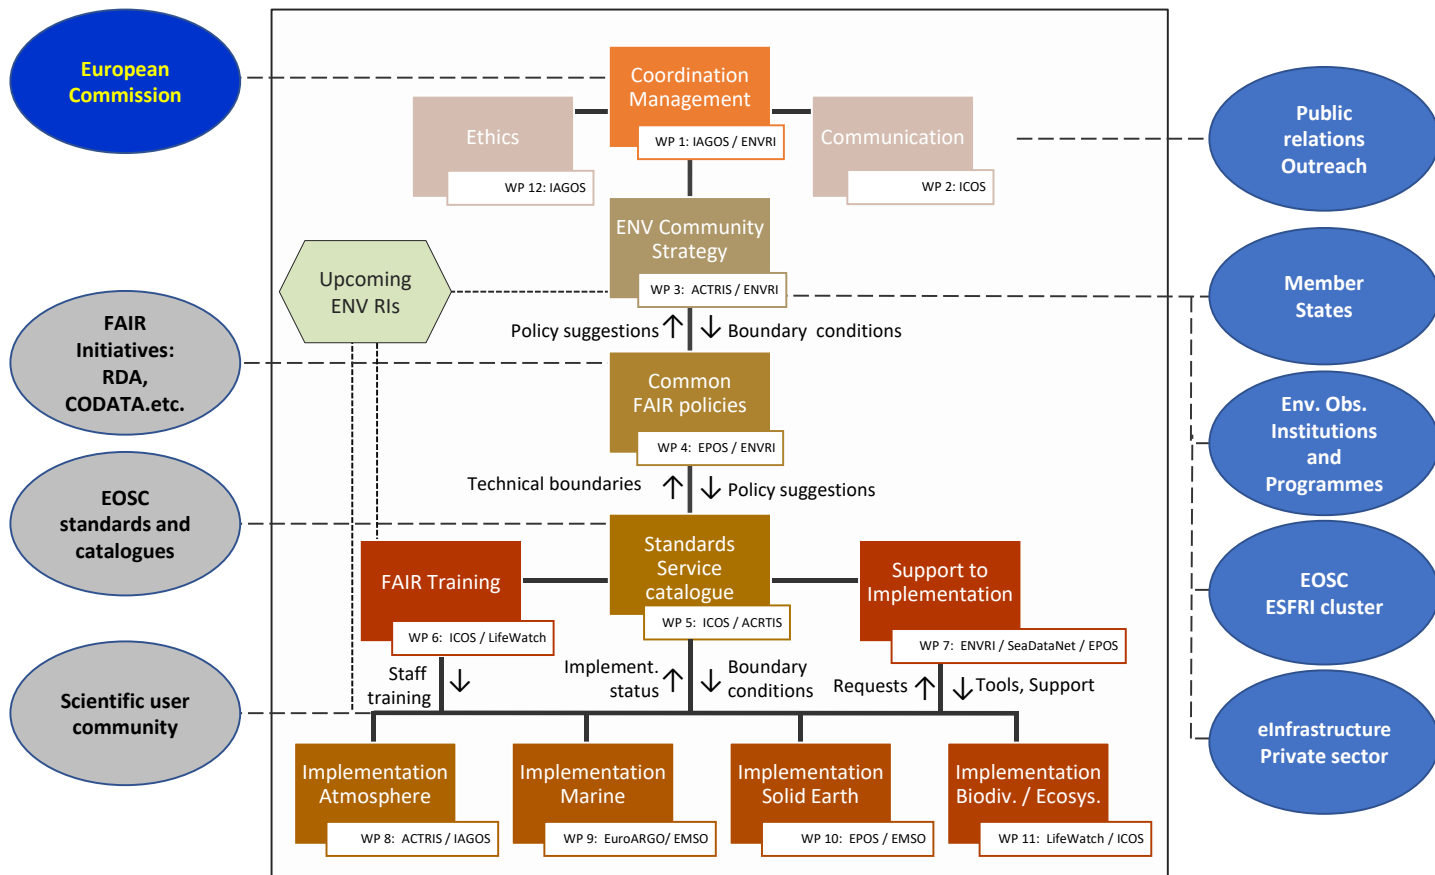 European
Commission
Coordination
Management
WP 1: IAGOS / ENVRI
Ethics
WP 12: IAGOS
Communication
WP 2: ICOS
Public
relations
Outreach
ENV Community
Strategy
WP 3:  ACTRIS / ENVRI
Upcoming
ENV RIs
Member
States
Policy suggestions ↑ ↓ Boundary  conditions
FAIR
Initiatives:
RDA,
CODATA.etc.
Common
FAIR policies
WP 4:  EPOS / ENVRI
Env. Obs.
Institutions
and
Programmes
Technical boundaries ↑ ↓ Policy suggestions
EOSC
standards and
catalogues
FAIR Training
WP 6:  ICOS / LifeWatch
Standards
Service
catalogue
WP 5:  ICOS / ACRTIS
Support to
Implementation
WP 7:  ENVRI / SeaDataNet / EPOS
EOSC
ESFRI cluster
Staff
training ↓
Implement.
status ↑
↓ Boundary
conditions
Requests ↑ ↓ Tools, Support
Scientific user
community
eInfrastructure
Private sector
Implementation
Atmosphere
WP 8:  ACTRIS / IAGOS
Implementation
Marine
WP 9:  EuroARGO/ EMSO
Implementation
Solid Earth
WP 10:  EPOS / EMSO
Implementation
Biodiv. / Ecosys.
WP 11:  LifeWatch / ICOS